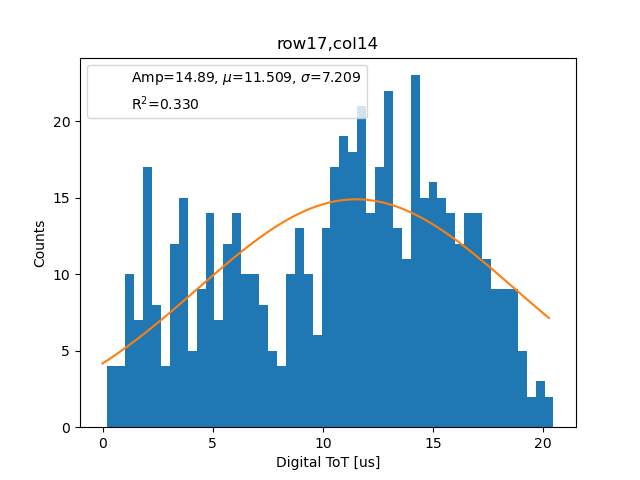 row17,col14
Amp=14.89, μ=11.509, σ=7.209
R²=0.330
Counts
0
5
10
15
20
0 5 10 15 20
Digital ToT [us]